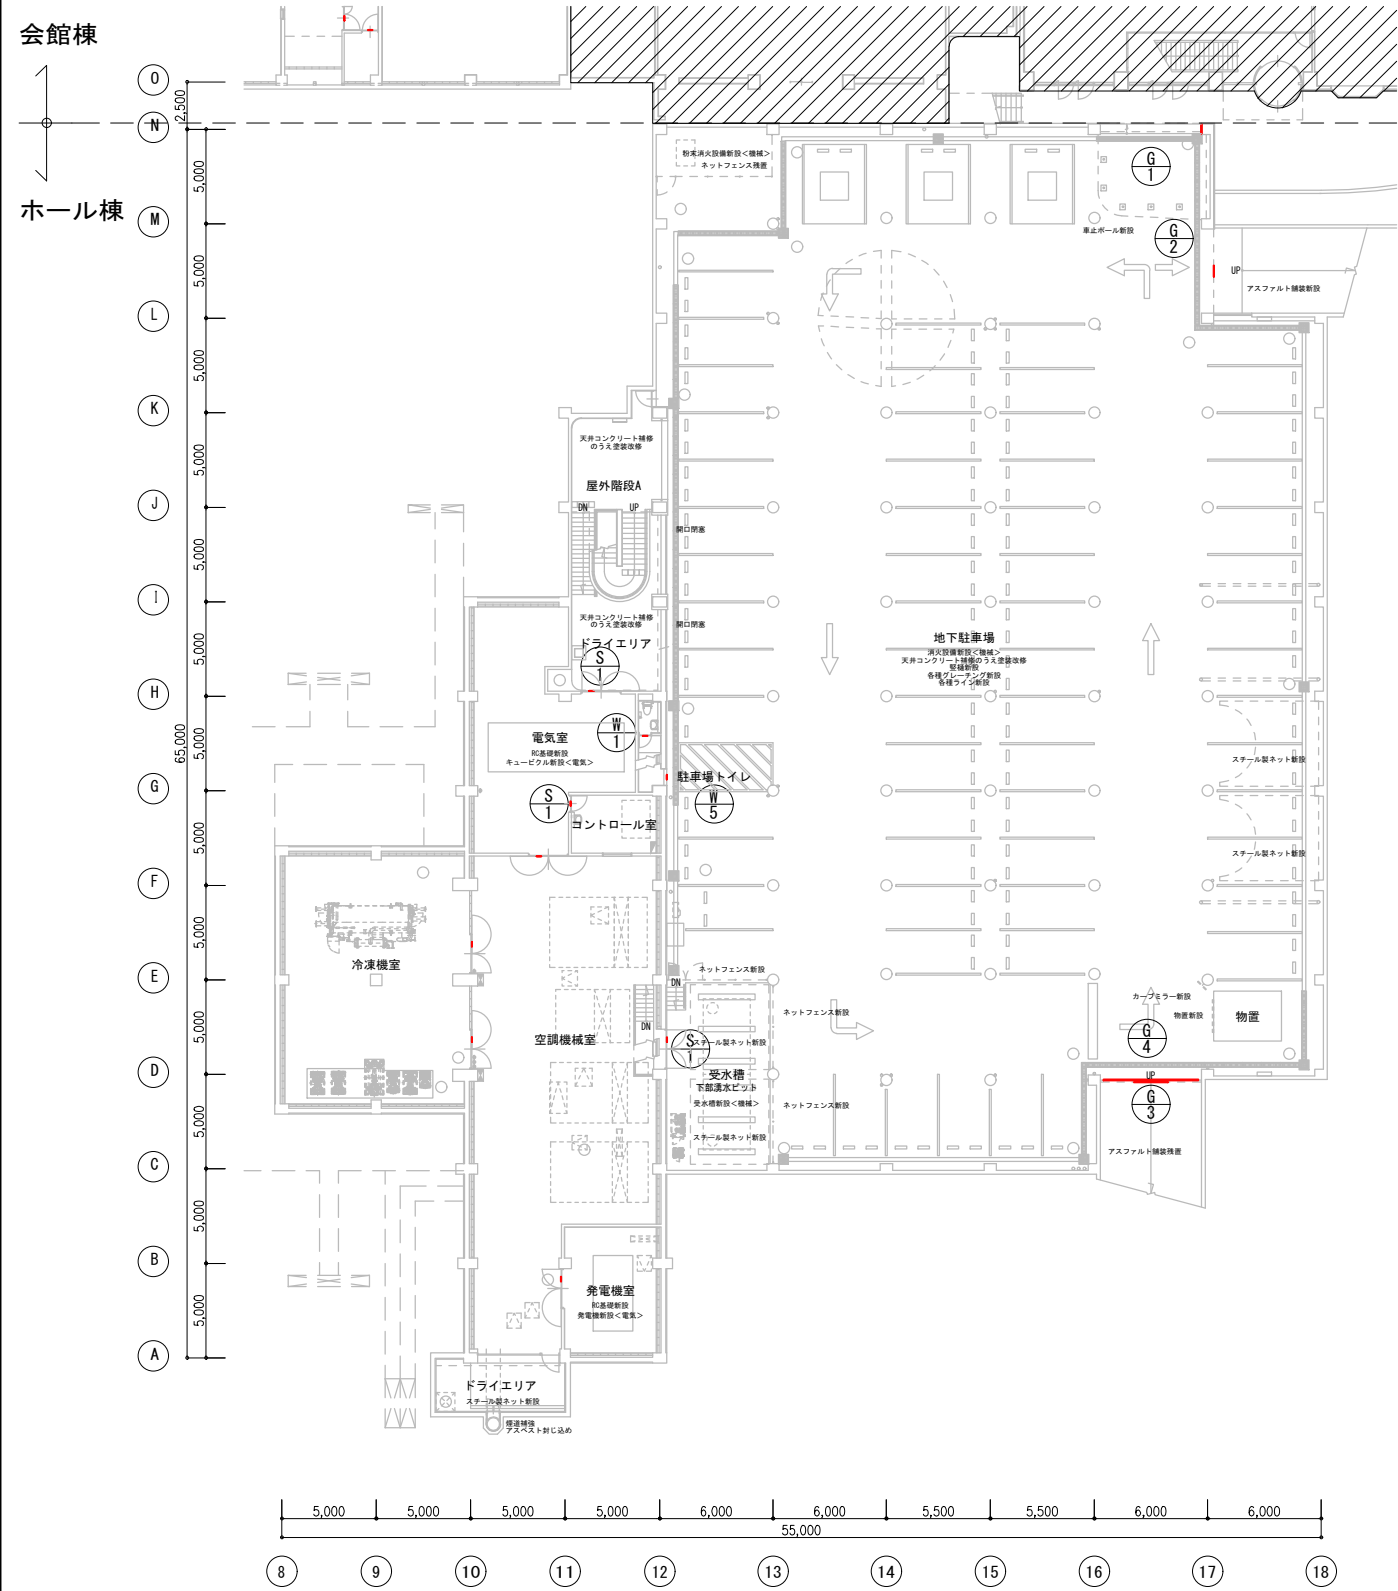 会館棟
ホール棟
O
2,500
N
5,000
M
5,000
L
5,000
K
5,000
J
5,000
I
5,000
H
5,000
65,000
G
5,000
F
5,000
E
5,000
D
5,000
C
5,000
B
5,000
A
粉末消火設備新設<機械>
ネットフェンス残置
G
1
車止ポール新設
G
2
UP
アスファルト舗装新設
天井コンクリート補修
のうえ塗装改修
屋外階段A
DN
UP
開口閉塞
天井コンクリート補修
のうえ塗装改修
開口閉塞
ドライエリア
S
1
地下駐車場
消火設備新設<機械>
天井コンクリート補修のうえ塗装改修
竪樋新設
各種グレーチング新設
各種ライン新設
W
1
電気室
RC基礎新設
キュービクル新設<電気>
スチール製ネット新設
駐車場トイレ
W
5
S
1
コントロール室
スチール製ネット新設
冷凍機室
ネットフェンス新設
DN
カーブミラー新設
物置新設
物置
ネットフェンス新設
G
4
空調機械室
DN
S
1
スチール製ネット新設
受水槽
下部湧水ピット
受水槽新設<機械>
ネットフェンス新設
スチール製ネット新設
UP
G
3
アスファルト舗装残置
発電機室
RC基礎新設
発電機新設<電気>
ドライエリア
スチール製ネット新設
煙道補強
アスベスト封じ込め
5,000
5,000
5,000
5,000
6,000
6,000
5,500
5,500
6,000
6,000
55,000
8
9
10
11
12
13
14
15
16
17
18